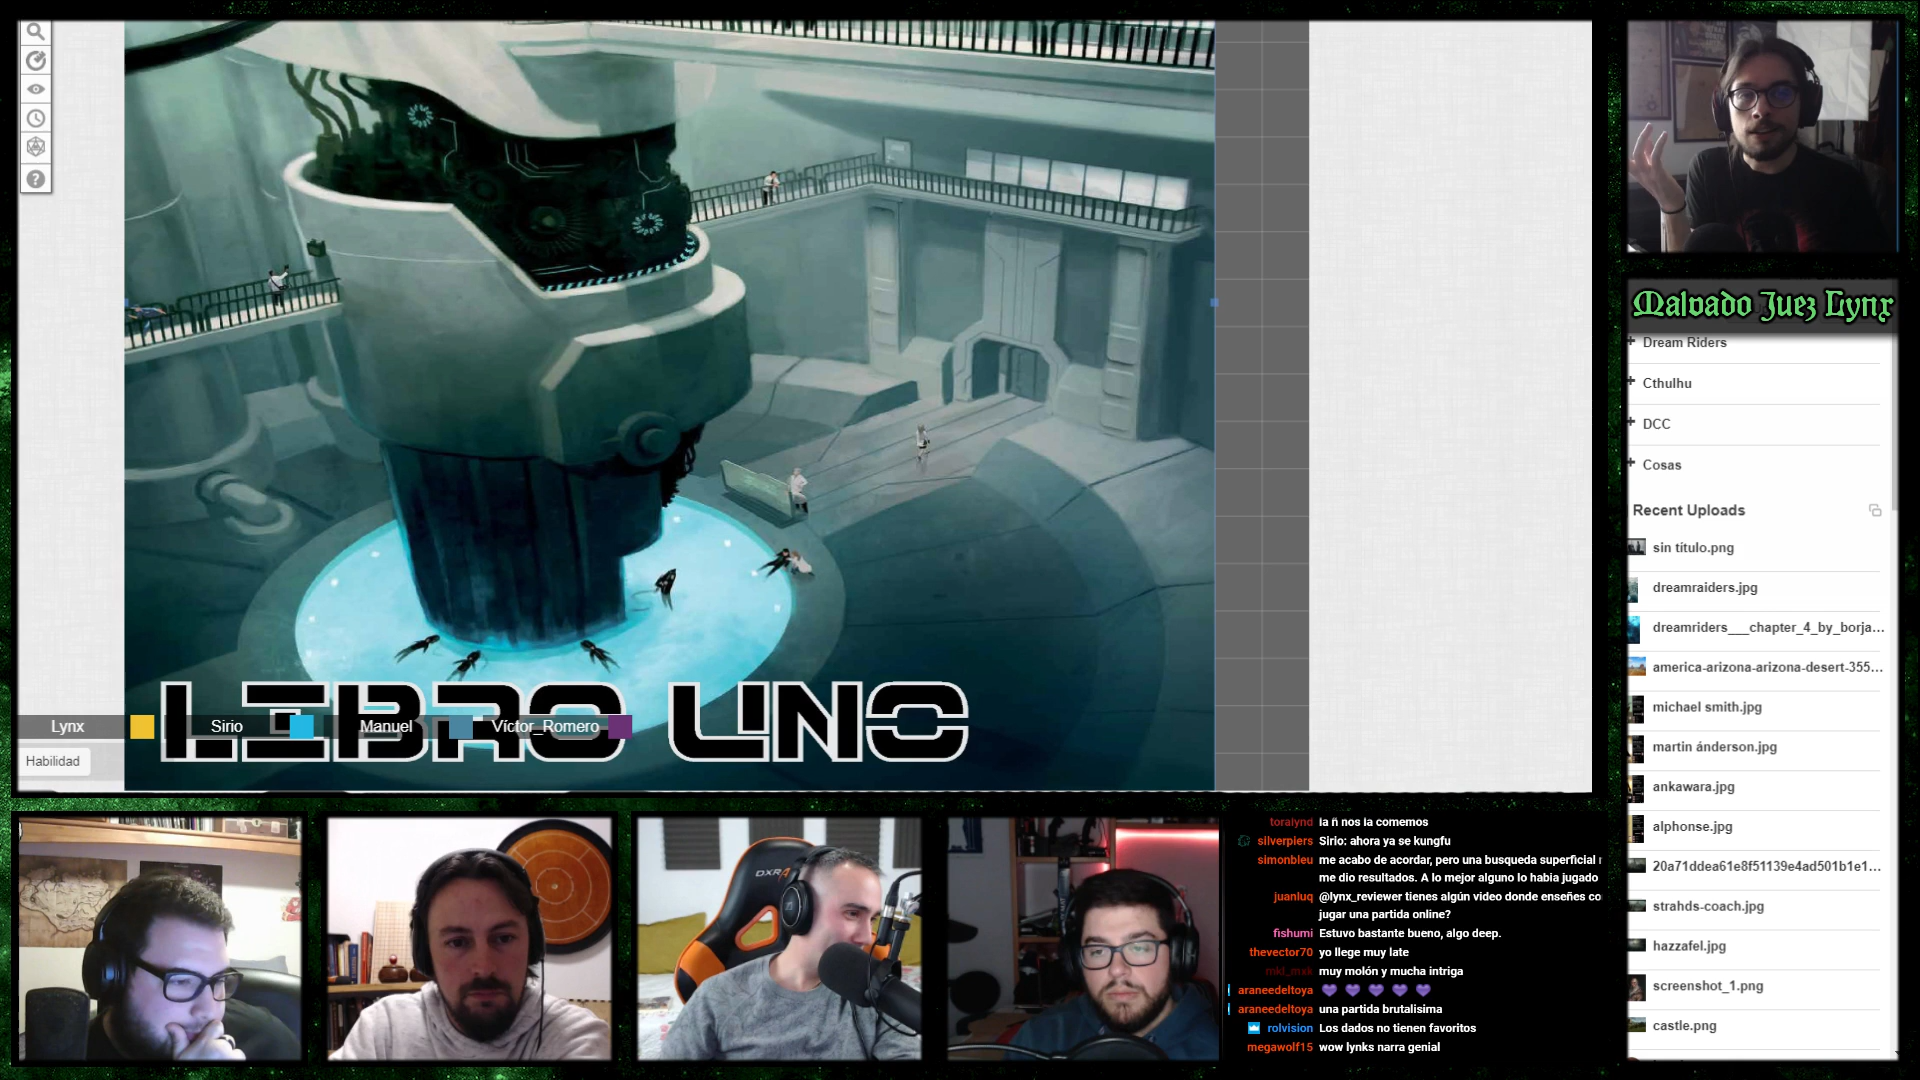 LIBRO UNO
Lynx
Sirio
Manuel
Víctor_Romero
Habilidad
DXR
Malvado Juez Lynx
Dream Riders
Cthulhu
DCC
Cosas
Recent Uploads
sin título.png
dreamraiders.jpg
dreamriders___chapter_4_by_borja...
america-arizona-arizona-desert-355...
michael smith.jpg
martin ánderson.jpg
ankawara.jpg
alphonse.jpg
20a71ddea61e8f51139e4ad501b1e1...
strahds-coach.jpg
hazzafel.jpg
screenshot_1.png
castle.png
toralynd la ñ nos la comemos
silverpiers Sirio: ahora ya se kungfu
simonbleu me acabo de acordar, pero una busqueda superficial
me dio resultados. A lo mejor alguno lo habia jugado
juanluq @lynx_reviewer tienes algún video donde enseñes co
jugar una partida online?
fishumi Estuvo bastante bueno, algo deep.
thevector70 yo llege muy late
mkl_mxk muy molón y mucha intriga
araneedeltoya 💜 💜 💜 💜 💜
araneedeltoya una partida brutalisima
rolvision Los dados no tienen favoritos
megawolf15 wow lynks narra genial